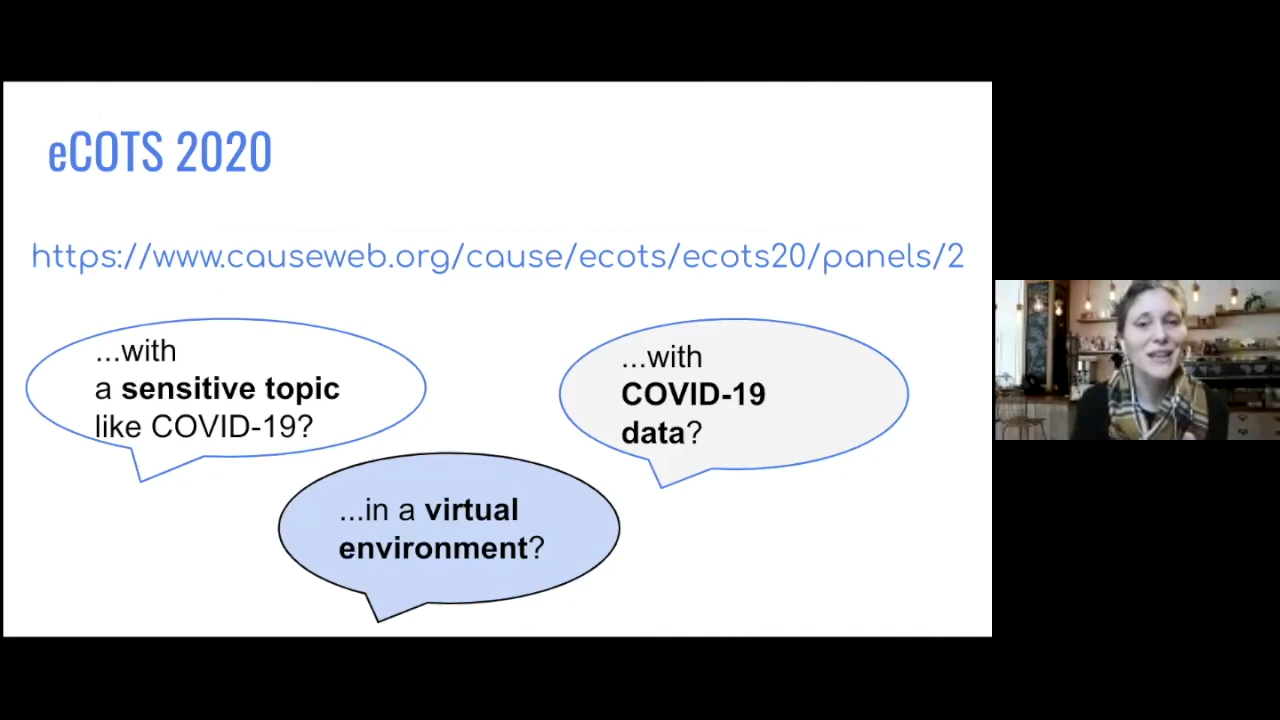 eCOTS 2020
https://www.causeweb.org/cause/ecots/ecots20/panels/2
...with
a sensitive topic
like COVID-19?
...with
COVID-19
data?
...in a virtual
environment?